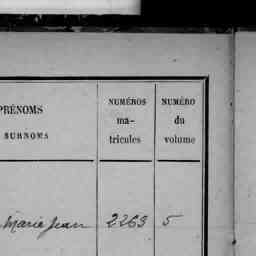 PRÉNOMS
SURNOMS
NUMÉROS
ma-
tricules
NUMÉRO
du
volume
Marie Jean 2263 5